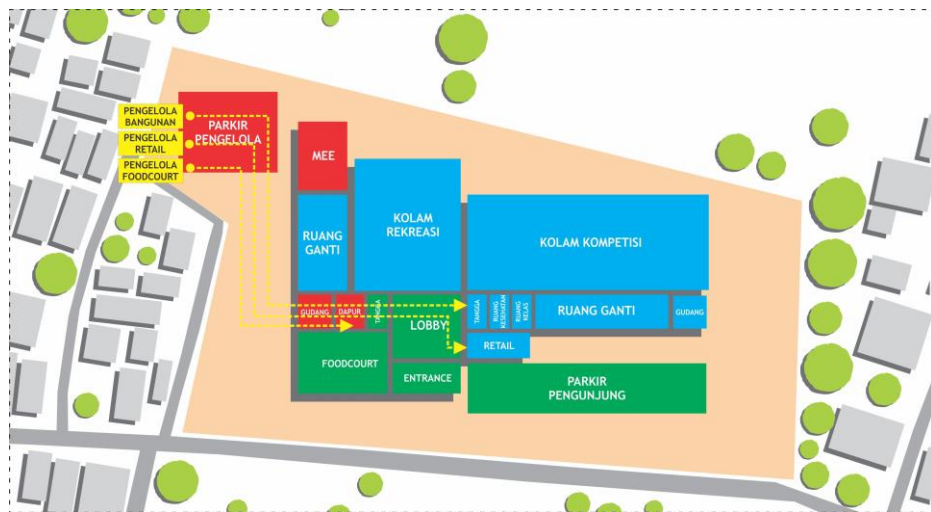 PENGELOLA
BANGUNAN
PENGELOLA
RETAIL
PENGELOLA
FOODCOURT
PARKIR
PENGELOLA
MEE
KOLAM
REKREASI
RUANG
GANTI
KOLAM KOMPETISI
GUDANG
DAPUR
TANGGA
LOBBY
TANGGA
RUANG
KESEHATAN
RUANG
KELAS
RUANG GANTI
GUDANG
RETAIL
FOODCOURT
ENTRANCE
PARKIR
PENGUNJUNG